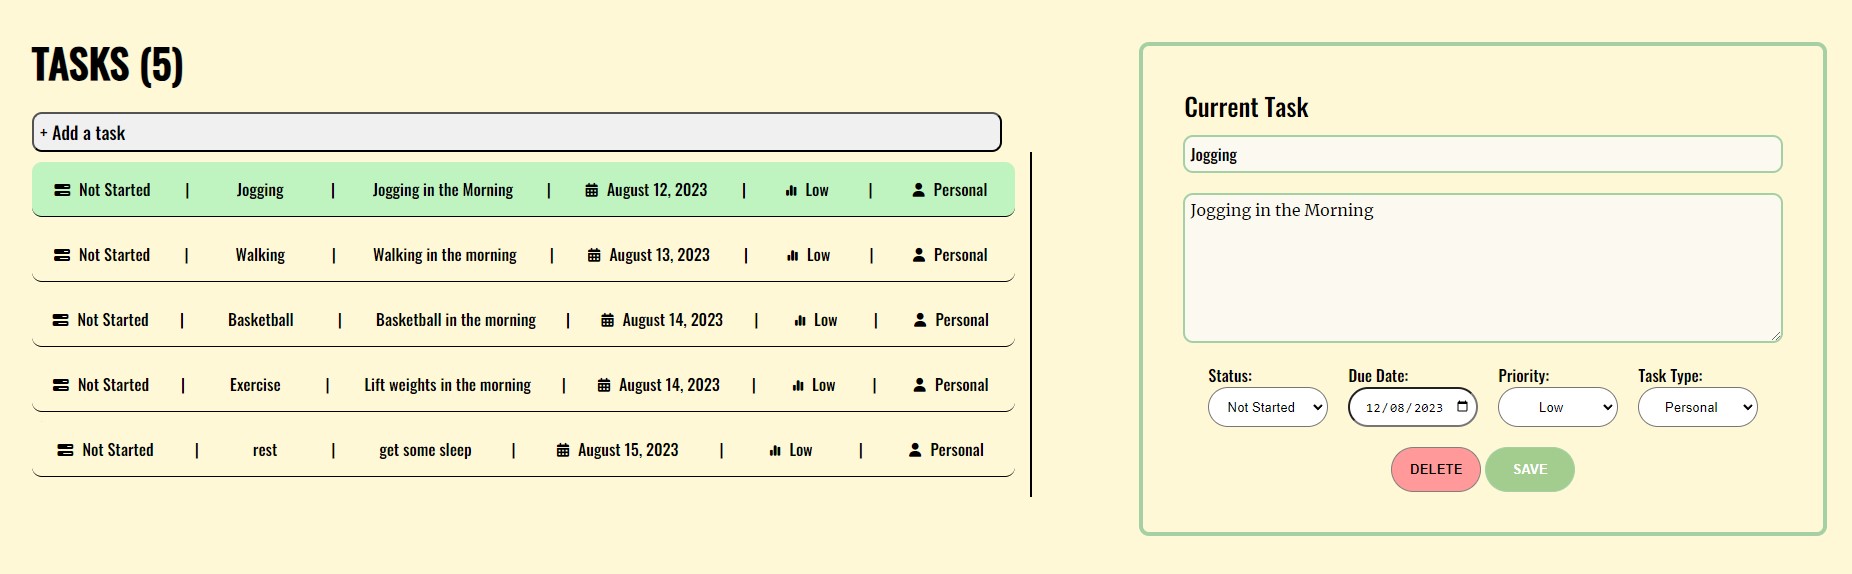 TASKS (5)
+ Add a task
Not Started | Jogging | Jogging in the Morning | August 12, 2023 | Low | Personal
Not Started | Walking | Walking in the morning | August 13, 2023 | Low | Personal
Not Started | Basketball | Basketball in the morning | August 14, 2023 | Low | Personal
Not Started | Exercise | Lift weights in the morning | August 14, 2023 | Low | Personal
Not Started | rest | get some sleep | August 15, 2023 | Low | Personal
Current Task
Jogging
Jogging in the Morning
Status: Due Date: Priority: Task Type:
Not Started 12/08/2023 Low Personal
DELETE SAVE